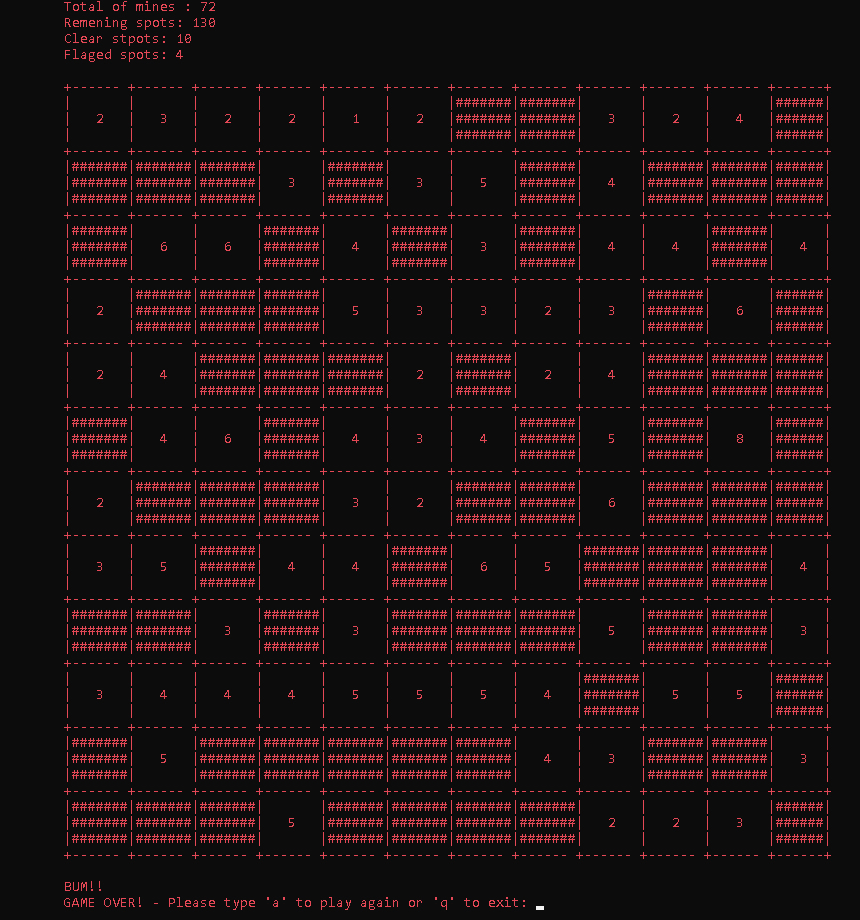 Total of mines : 72
Remening spots: 130
Clear stpots: 10
Flaged spots: 4
2 3 2 2 1 2 ####### ####### 3 2 4 #######
####### ####### ####### 3 ####### 3 5 ####### 4 ####### ####### #######
####### 6 6 ####### 4 ####### 3 ####### 4 4 ####### 4
2 ####### ####### ####### 5 3 3 2 3 ####### 6 #######
2 4 ####### ####### ####### 2 ####### 2 4 ####### ####### #######
####### 4 6 ####### 4 3 4 ####### 5 ####### 8 #######
2 ####### ####### ####### 3 2 ####### ####### 6 ####### ####### #######
3 5 ####### 4 4 ####### 6 5 ####### ####### ####### 4
####### ####### 3 ####### 3 ####### ####### ####### 5 ####### ####### 3
3 4 4 4 5 5 5 4 ####### 5 5 #######
####### 5 ####### ####### ####### ####### ####### 4 3 ####### ####### 3
####### ####### ####### 5 ####### ####### ####### ####### 2 2 3 #######
BUM!!
GAME OVER! - Please type 'a' to play again or 'q' to exit: